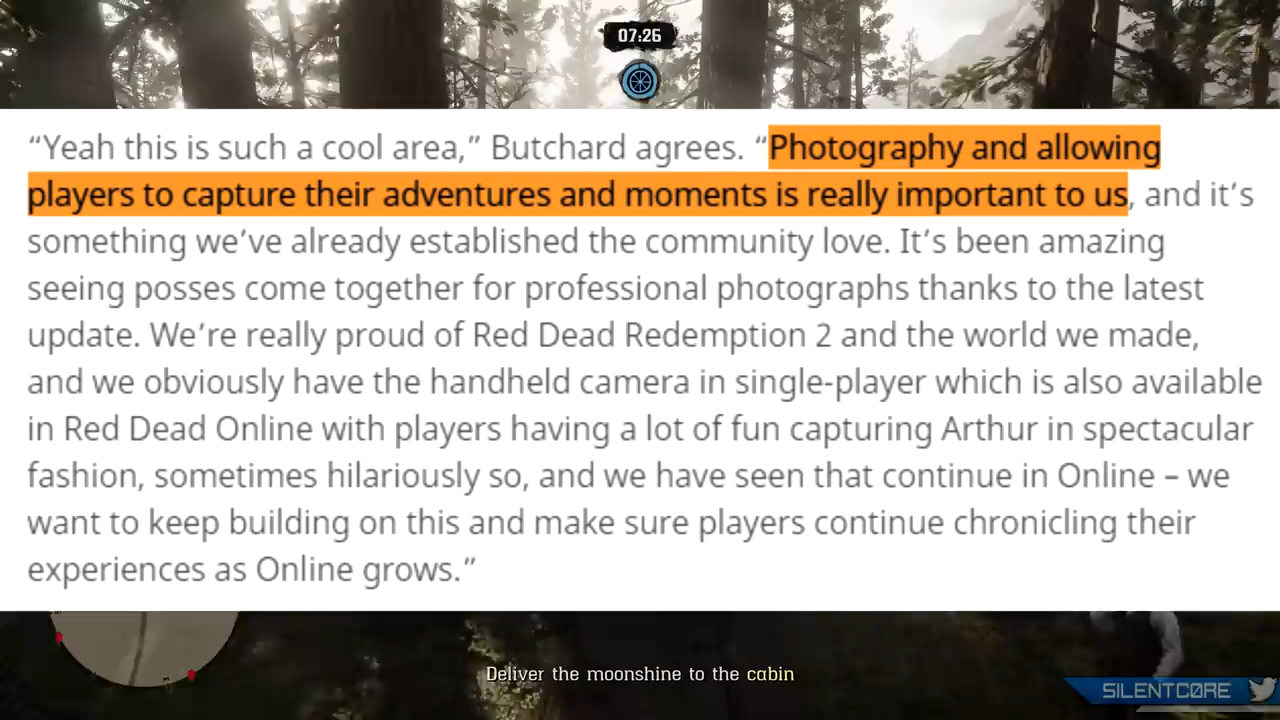 07:26
“Yeah this is such a cool area,” Butchard agrees. “Photography and allowing
players to capture their adventures and moments is really important to us, and it’s
something we’ve already established the community love. It’s been amazing
seeing posses come together for professional photographs thanks to the latest
update. We’re really proud of Red Dead Redemption 2 and the world we made,
and we obviously have the handheld camera in single-player which is also available
in Red Dead Online with players having a lot of fun capturing Arthur in spectacular
fashion, sometimes hilariously so, and we have seen that continue in Online – we
want to keep building on this and make sure players continue chronicling their
experiences as Online grows.”
Deliver the moonshine to the cabin
SILENTC0RE